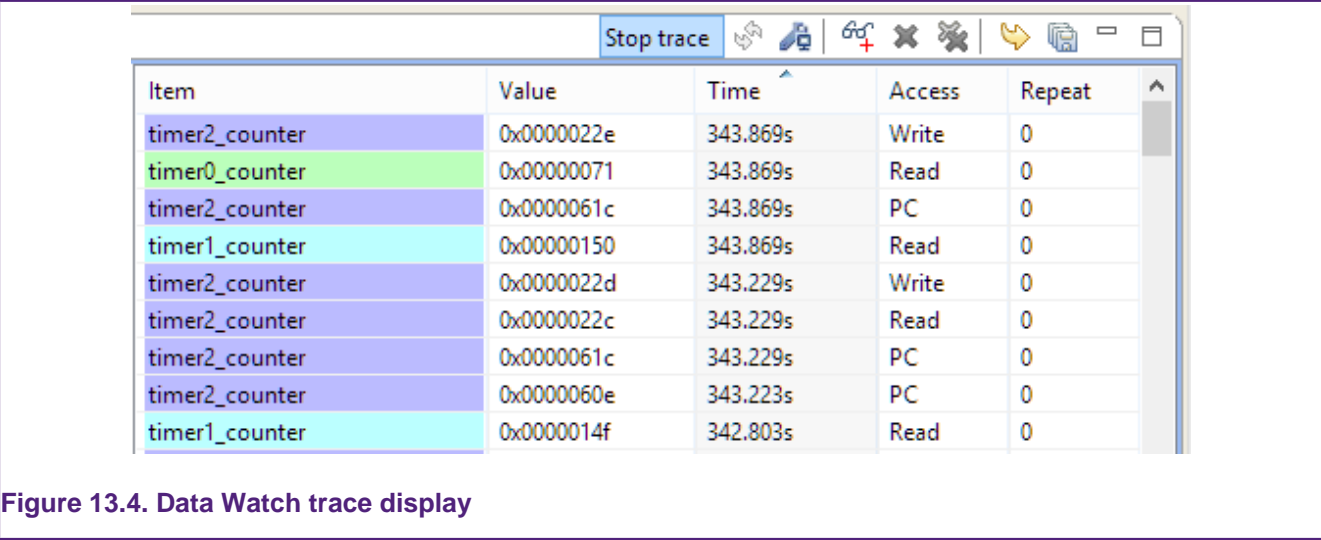 Stop trace
Item Value Time Access Repeat
timer2_counter 0x0000022e 343.869s Write 0
timer0_counter 0x00000071 343.869s Read 0
timer2_counter 0x0000061c 343.869s PC 0
timer1_counter 0x00000150 343.869s Read 0
timer2_counter 0x0000022d 343.229s Write 0
timer2_counter 0x0000022c 343.229s Read 0
timer2_counter 0x0000061c 343.229s PC 0
timer2_counter 0x0000060e 343.223s PC 0
timer1_counter 0x0000014f 342.803s Read 0
Figure 13.4. Data Watch trace display